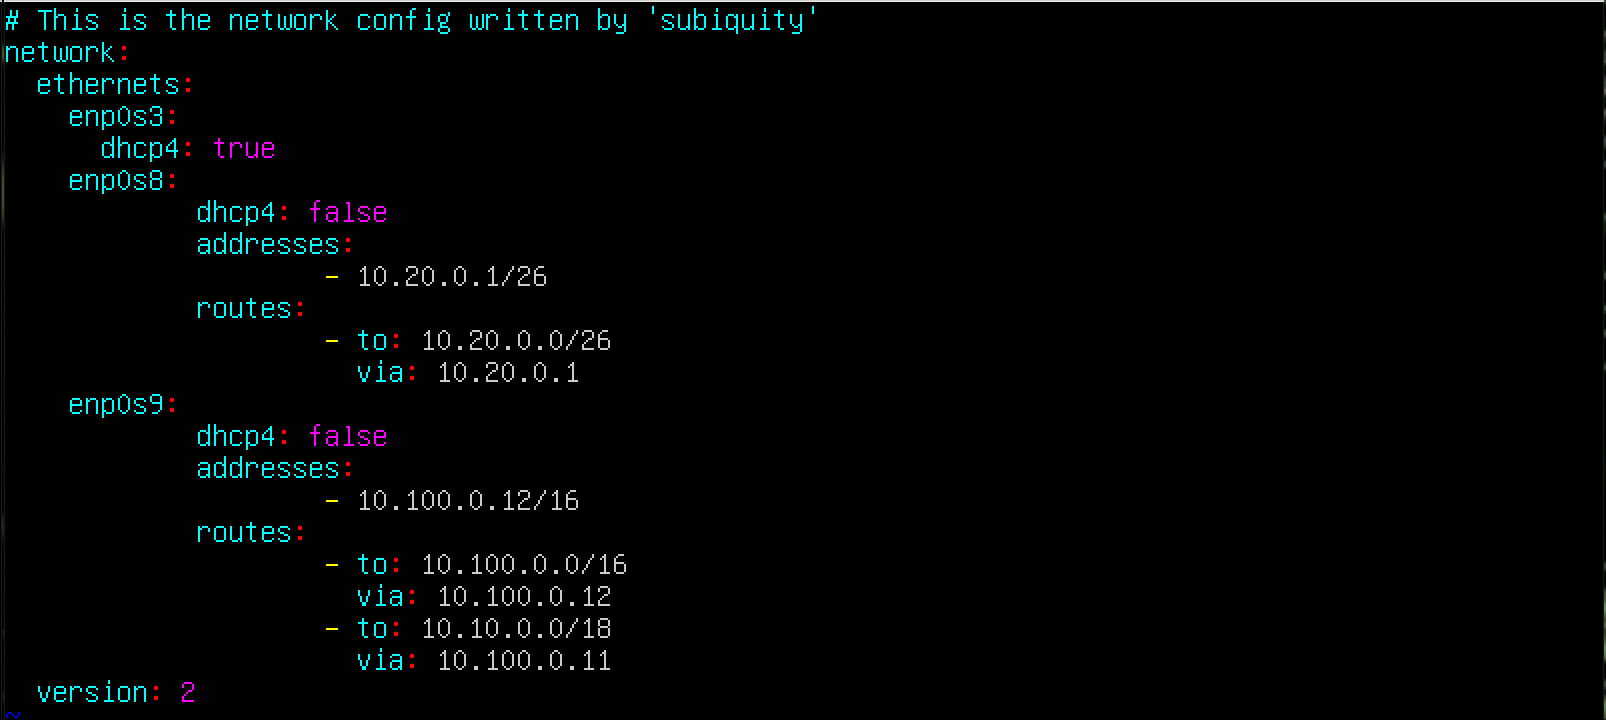 # This is the network config written by 'subiquity'
network:
  ethernets:
    enp0s3:
      dhcp4: true
    enp0s8:
            dhcp4: false
            addresses:
                    - 10.20.0.1/26
            routes:
                    - to: 10.20.0.0/26
                      via: 10.20.0.1
    enp0s9:
            dhcp4: false
            addresses:
                    - 10.100.0.12/16
            routes:
                    - to: 10.100.0.0/16
                      via: 10.100.0.12
                    - to: 10.10.0.0/18
                      via: 10.100.0.11
  version: 2
~